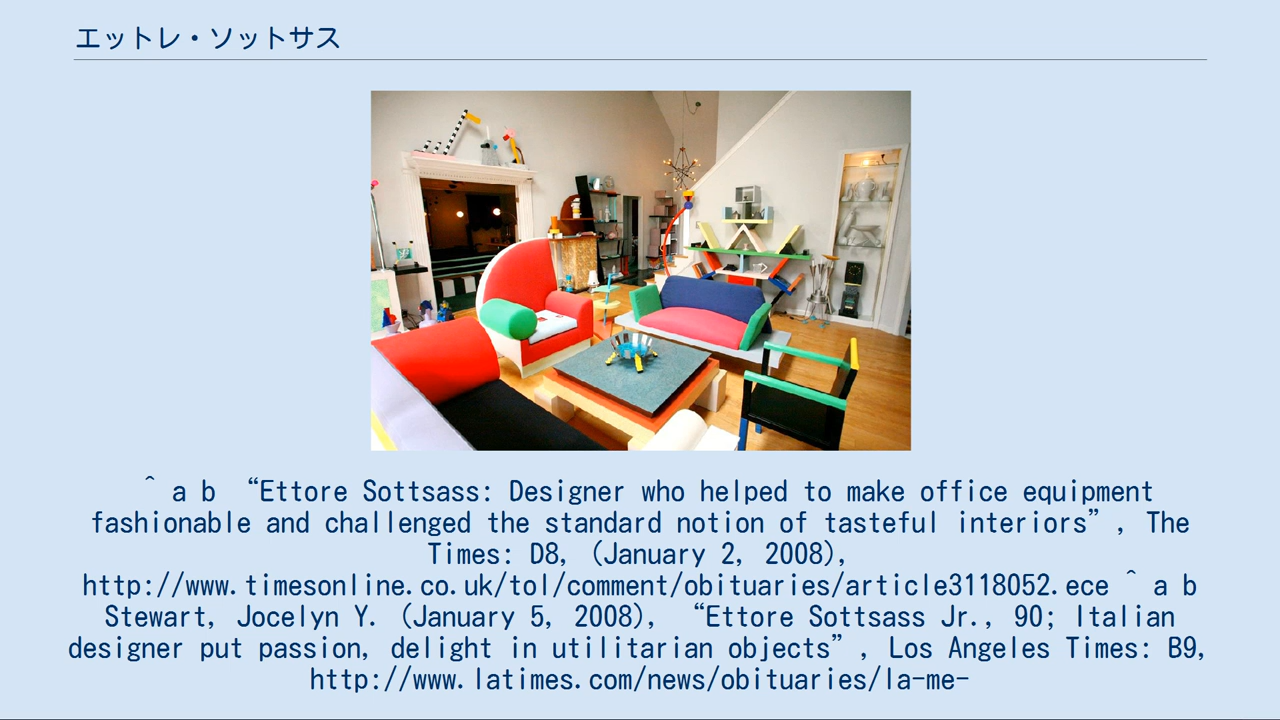 エットレ・ソットサス
^ a b “Ettore Sottsass: Designer who helped to make office equipment
fashionable and challenged the standard notion of tasteful interiors”, The
Times: D8, (January 2, 2008),
http://www.timesonline.co.uk/tol/comment/obituaries/article3118052.ece ^ a b
Stewart, Jocelyn Y. (January 5, 2008), “Ettore Sottsass Jr., 90; Italian
designer put passion, delight in utilitarian objects”, Los Angeles Times: B9,
http://www.latimes.com/news/obituaries/la-me-